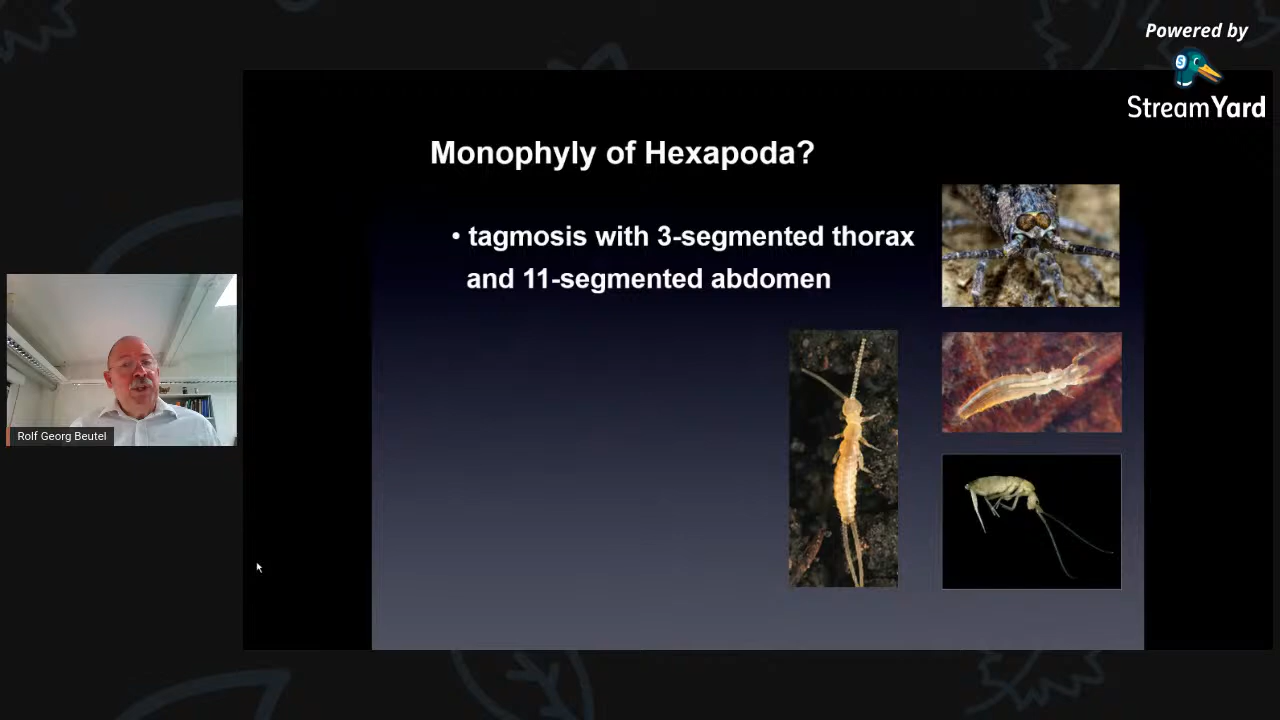 Powered by
StreamYard
Monophyly of Hexapoda?
• tagmosis with 3-segmented thorax
and 11-segmented abdomen
Rolf Georg Beutel